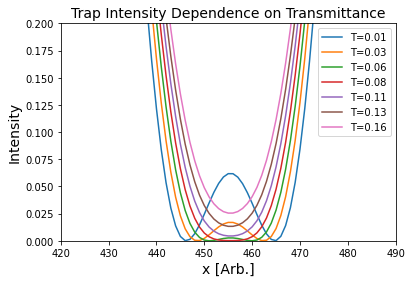 Trap Intensity Dependence on Transmittance
0.200
0.175
0.150
0.125
0.100
0.075
0.050
0.025
0.000
Intensity
T=0.01
T=0.03
T=0.06
T=0.08
T=0.11
T=0.13
T=0.16
420 430 440 450 460 470 480 490
x [Arb.]